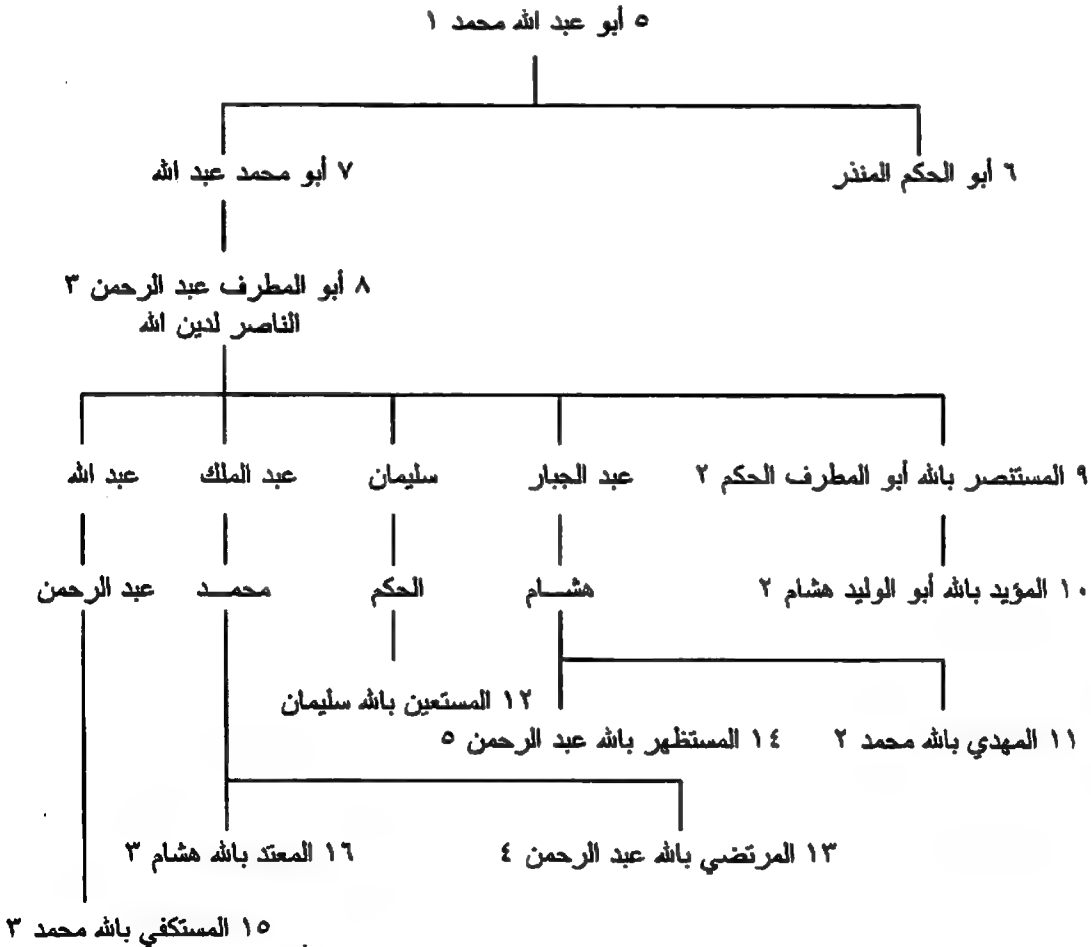 ٥ أبو عبد الله محمد ١
٦ أبو الحكم المنذر
٧ أبو محمد عبد الله
٨ أبو المطرف عبد الرحمن ٣
الناصر لدين الله
٩ المستنصر بالله أبو المطرف الحكم ٢
عبد الجبار
سليمان
عبد الملك
عبد الله
١٠ المؤيد بالله أبو الوليد هشام ٢
هشــام
الحكم
محمــد
عبد الرحمن
١٢ المستعين بالله سليمان
١١ المهدي بالله محمد ٢
١٤ المستظهر بالله عبد الرحمن ٥
١٣ المرتضي بالله عبد الرحمن ٤
١٦ المعتد بالله هشام ٣
١٥ المستكفي بالله محمد ٣